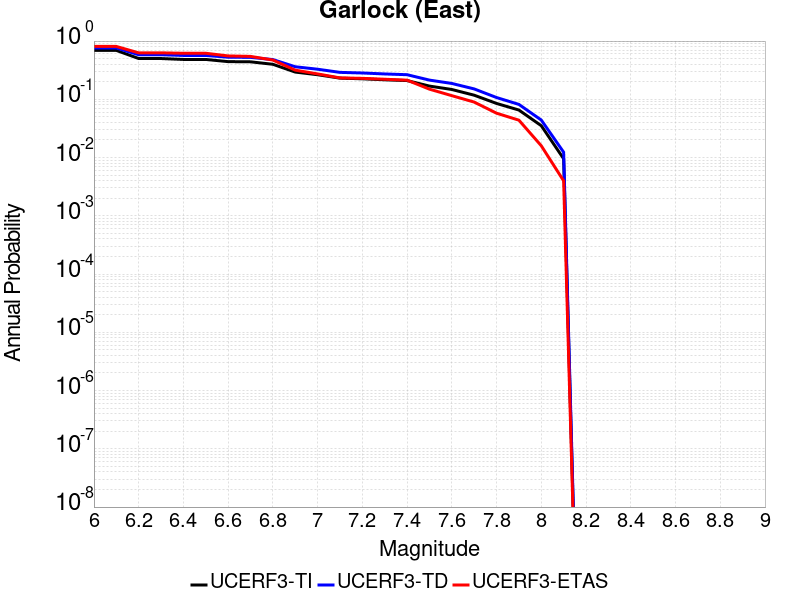 Garlock (East)
10^0
10^-1
10^-2
10^-3
10^-4
10^-5
10^-6
10^-7
10^-8
Annual Probability
6 6.2 6.4 6.6 6.8 7 7.2 7.4 7.6 7.8 8 8.2 8.4 8.6 8.8 9
Magnitude
UCERF3-TI UCERF3-TD UCERF3-ETAS